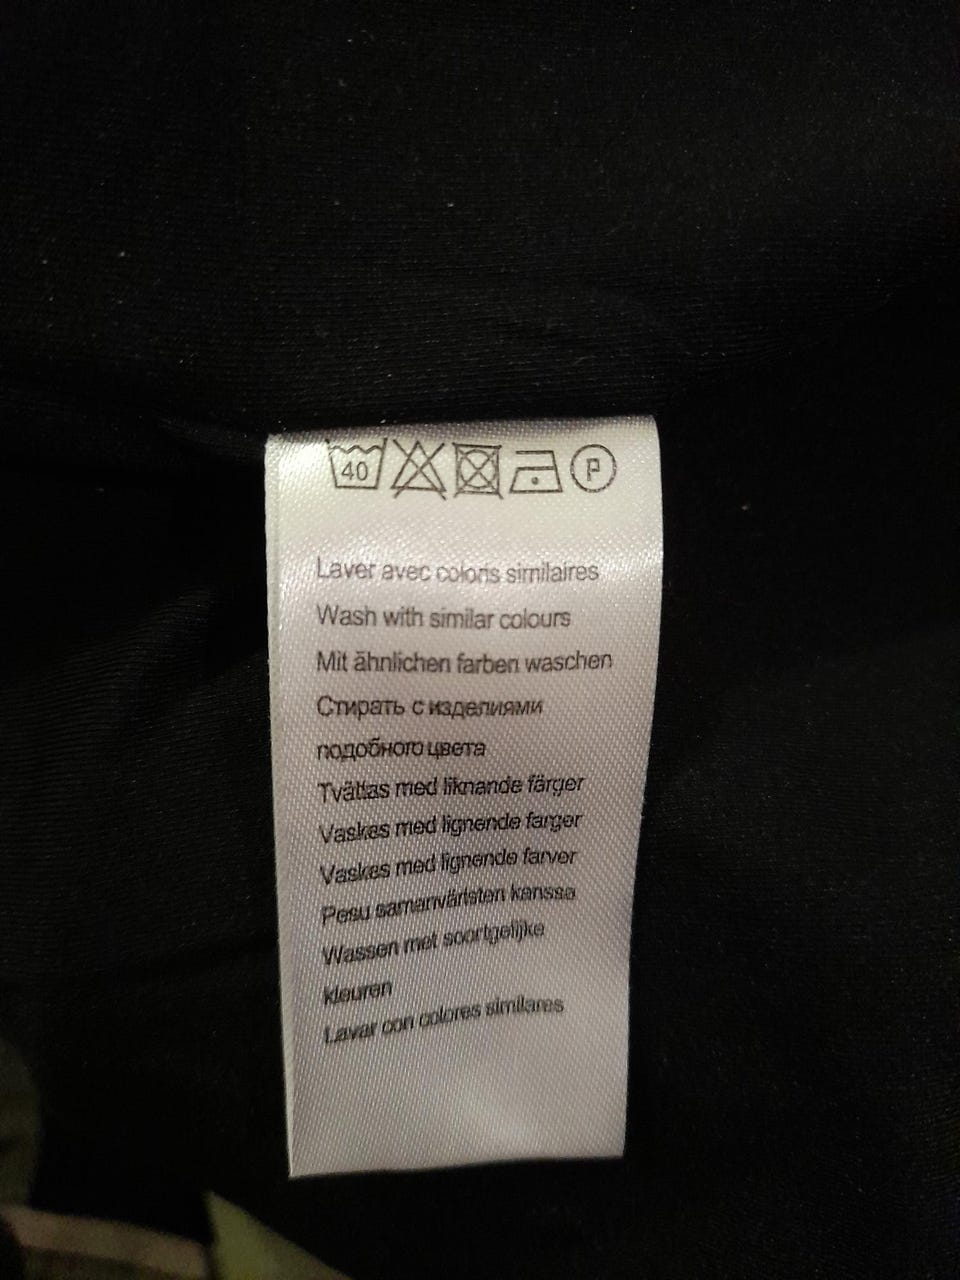 40 P
Laver avec coloris similaires
Wash with similar colours
Mit ähnlichen farben waschen
Стирать с изделиями
подобного цвета
Tvättas med liknande färger
Vaskes med lignende farger
Vaskes med lignende farver
Pesu samanväristen kanssa
Wassen met soortgelijke
kleuren
Lavar con colores similares